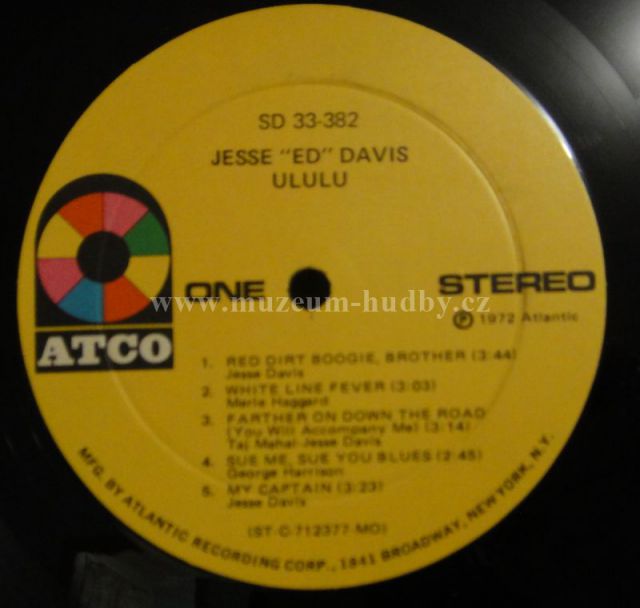 SD 33-382
JESSE "ED" DAVIS
ULULU
ATCO
ONE
STEREO
www.muzeum-hudby.cz
Ⓟ 1972 Atlantic
1. RED DIRT BOOGIE, BROTHER (3:44)
Jesse Davis
2. WHITE LINE FEVER (3:03)
Merle Haggard
3. FARTHER ON DOWN THE ROAD
(You Will Accompany Me) (3:14)
Taj Mahal-Jesse Davis
4. SUE ME, SUE YOU BLUES (2:45)
George Harrison
5. MY CAPTAIN (3:23)
Jesse Davis
(ST-C-712377-MO)
MFG. BY ATLANTIC RECORDING CORP., 1841 BROADWAY, NEW YORK, N.Y.